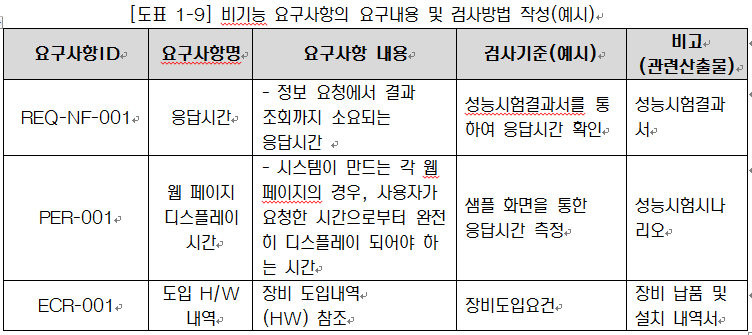 [도표 1-9] 비기능 요구사항의 요구내용 및 검사방법 작성(예시)
요구사항ID
요구사항명
요구사항 내용
검사기준(예시)
비고
(관련산출물)
REQ-NF-001
응답시간
- 정보 요청에서 결과
조회까지 소요되는
응답시간
성능시험결과서를 통
하여 응답시간 확인
성능시험결과
서
PER-001
웹 페이지
디스플레이
시간
- 시스템이 만드는 각 웹
페이지의 경우, 사용자가
요청한 시간으로부터 완전
히 디스플레이 되어야 하
는 시간
샘플 화면을 통한
응답시간 측정
성능시험시나
리오
ECR-001
도입 H/W
내역
장비 도입내역
(HW) 참조
장비도입요건
장비 납품 및
설치 내역서